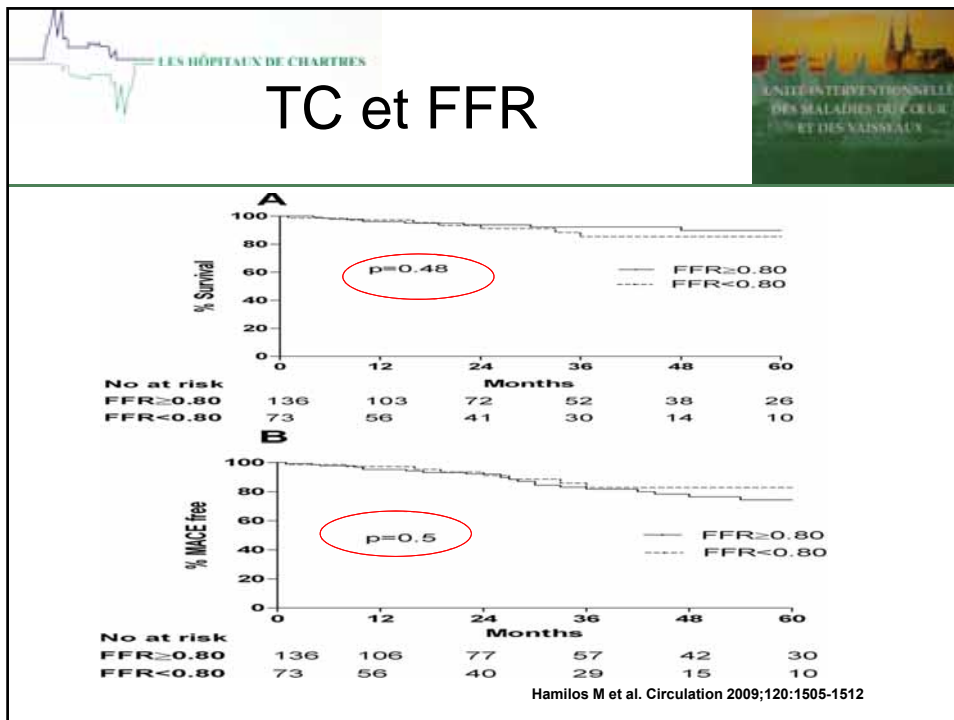 LES HÔPITAUX DE CHARTRES
UNITÉ INTERVENTIONNELLE
DES MALADIES DU CŒUR
ET DES VAISSEAUX
TC et FFR
A
% Survival
100
80
60
40
20
0
p=0.48
FFR≥0.80
FFR<0.80
0 12 24 36 48 60
Months
No at risk
FFR≥0.80 136 103 72 52 38 26
FFR<0.80 73 56 41 30 14 10
B
% MACE free
100
80
60
40
20
0
p=0.5
FFR≥0.80
FFR<0.80
0 12 24 36 48 60
Months
No at risk
FFR≥0.80 136 106 77 57 42 30
FFR<0.80 73 56 40 29 15 10
Hamilos M et al. Circulation 2009;120:1505-1512